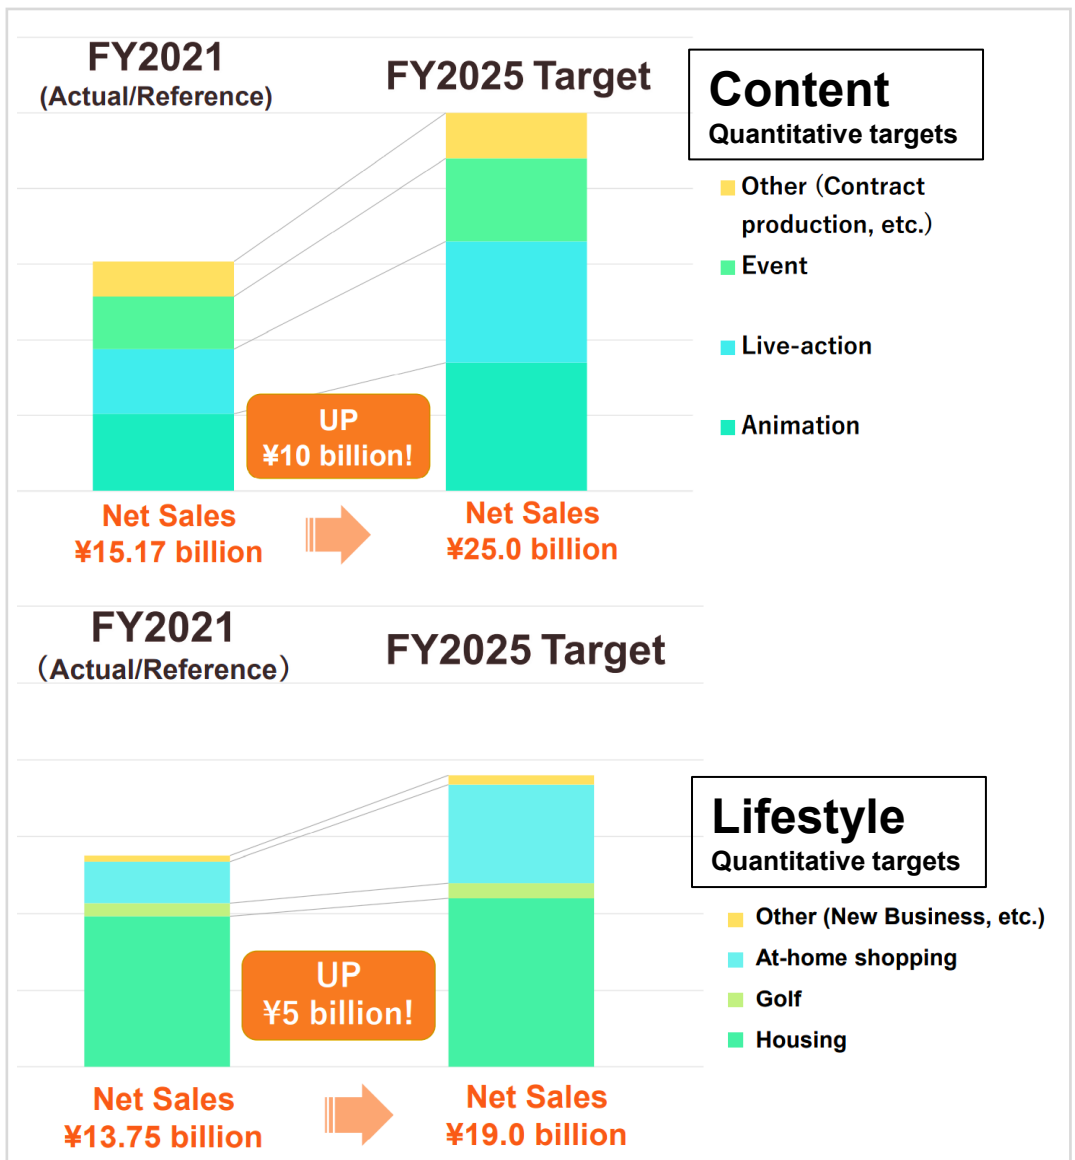 FY2021
(Actual/Reference)
FY2025 Target
Content
Quantitative targets
Other (Contract
production, etc.)
Event
Live-action
Animation
UP
¥10 billion!
Net Sales
¥15.17 billion
Net Sales
¥25.0 billion
FY2021
（Actual/Reference）
FY2025 Target
Lifestyle
Quantitative targets
Other (New Business, etc.)
At-home shopping
Golf
Housing
UP
¥5 billion!
Net Sales
¥13.75 billion
Net Sales
¥19.0 billion